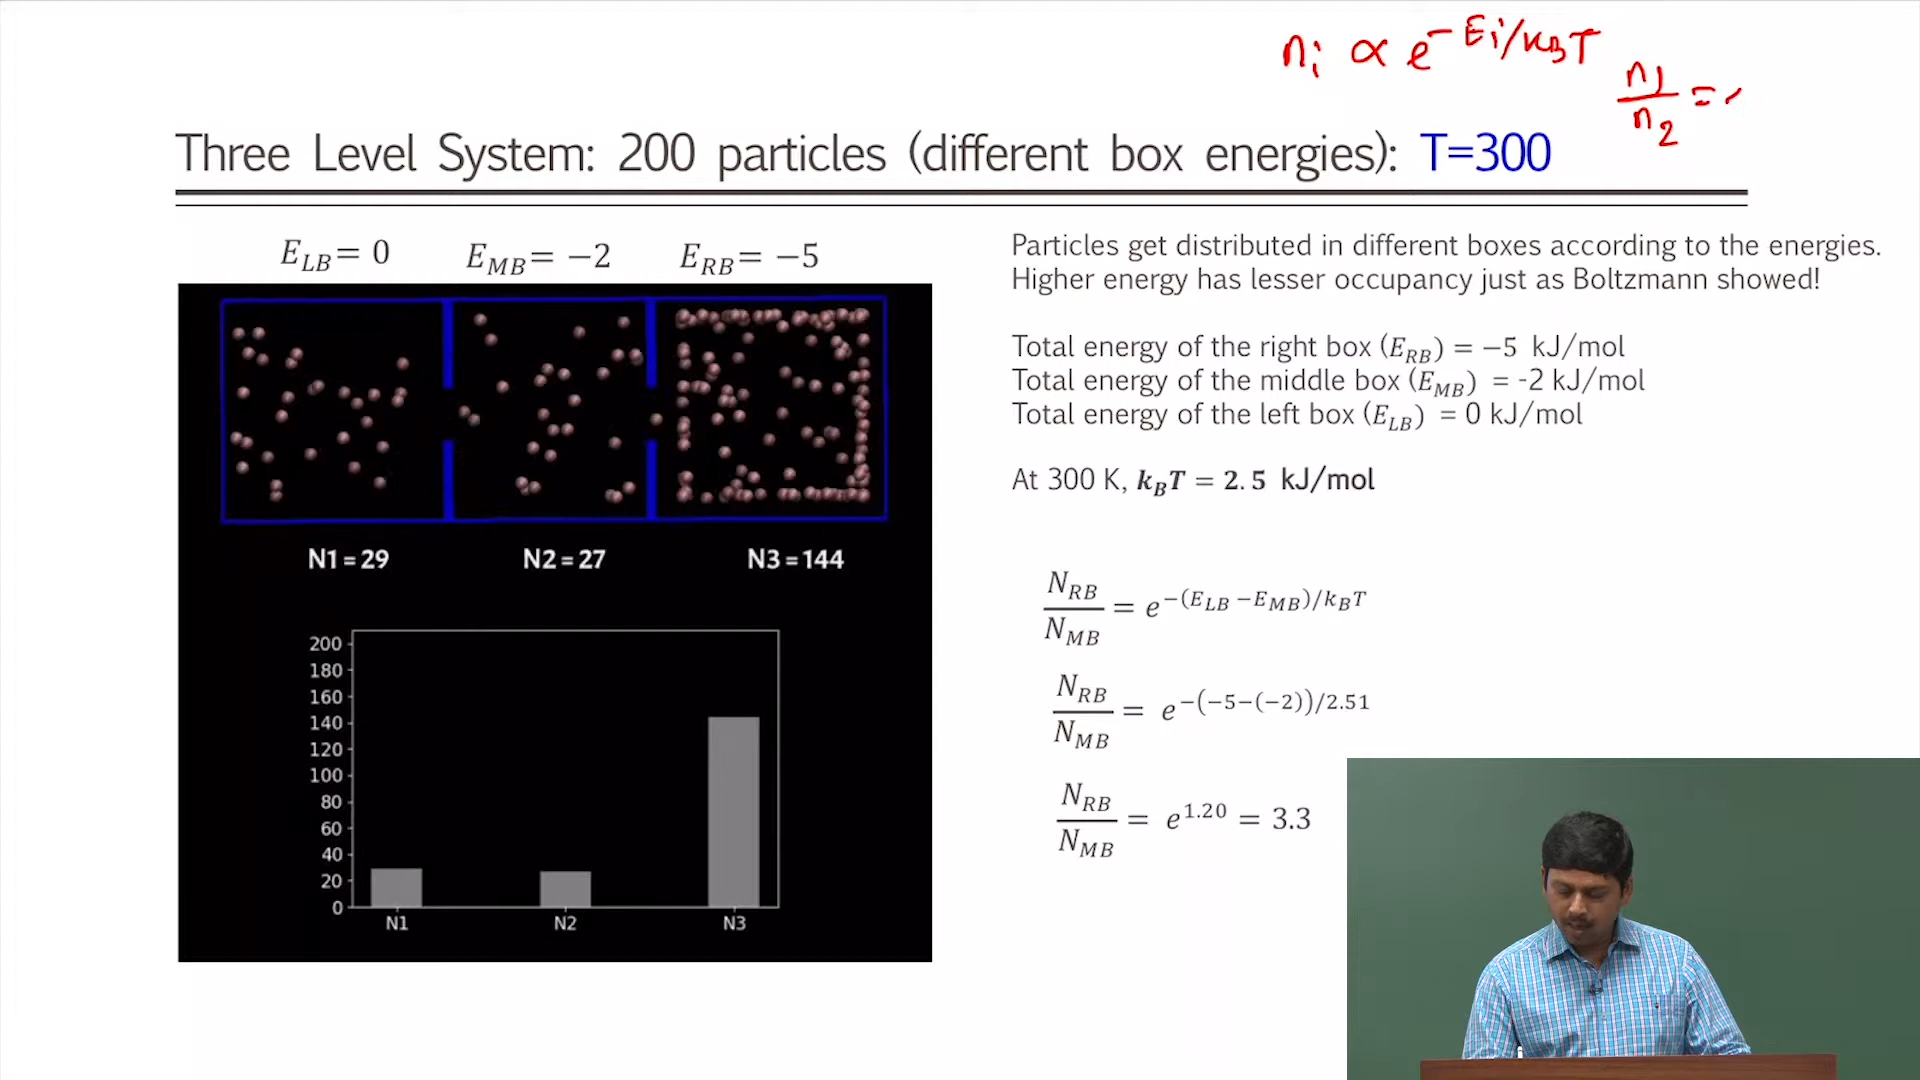 nᵢ ∝ e^{-Ei/kBT}
n1/n2 =
Three Level System: 200 particles (different box energies): T=300
E_LB= 0 E_MB= −2 E_RB= −5
N1 = 29 N2 = 27 N3 = 144
200
180
160
140
120
100
80
60
40
20
0
N1 N2 N3
Particles get distributed in different boxes according to the energies.
Higher energy has lesser occupancy just as Boltzmann showed!
Total energy of the right box (E_RB) = −5 kJ/mol
Total energy of the middle box (E_MB) = -2 kJ/mol
Total energy of the left box (E_LB) = 0 kJ/mol
At 300 K, k_BT = 2.5 kJ/mol
N_RB/N_MB = e^{−(E_LB −E_MB)/k_BT}
N_RB/N_MB = e^{−(−5−(−2))/2.51}
N_RB/N_MB = e^{1.20} = 3.3